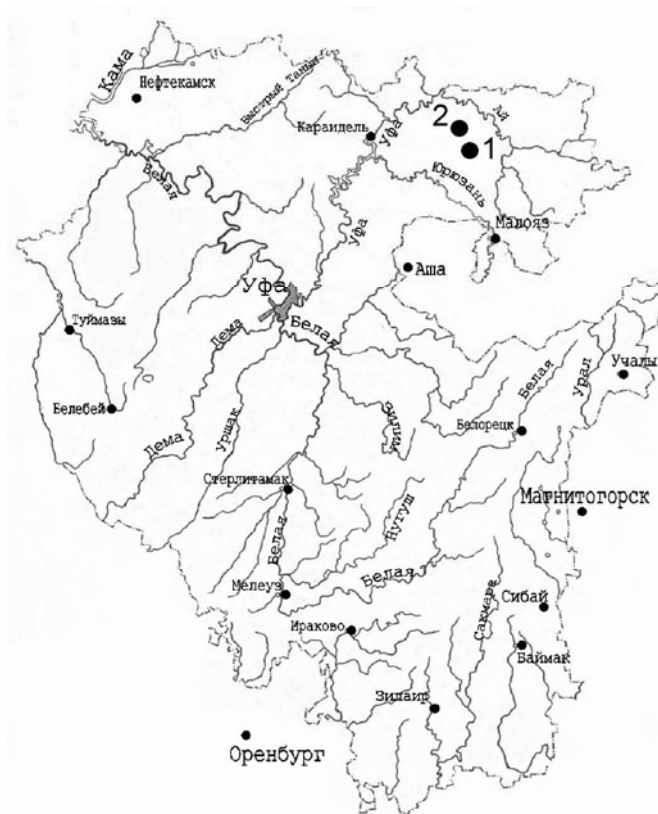 Кама
Нефтекамск
Быстрый Танып
Караидель
Уфа
Ай
2
1
Белая
Юрюзань
Уфа
Малояз
Аша
Уфа
Туймазы
Дема
Белая
Белая
Урал
Учалы
Белебей
Зилим
Белорецк
Дема
Уршак
Стерлитамак
Магнитогорск
Белая
Нугуш
Белая
Мелеуз
Сакмара
Сибай
Ираково
Баймак
Зилаир
Оренбург